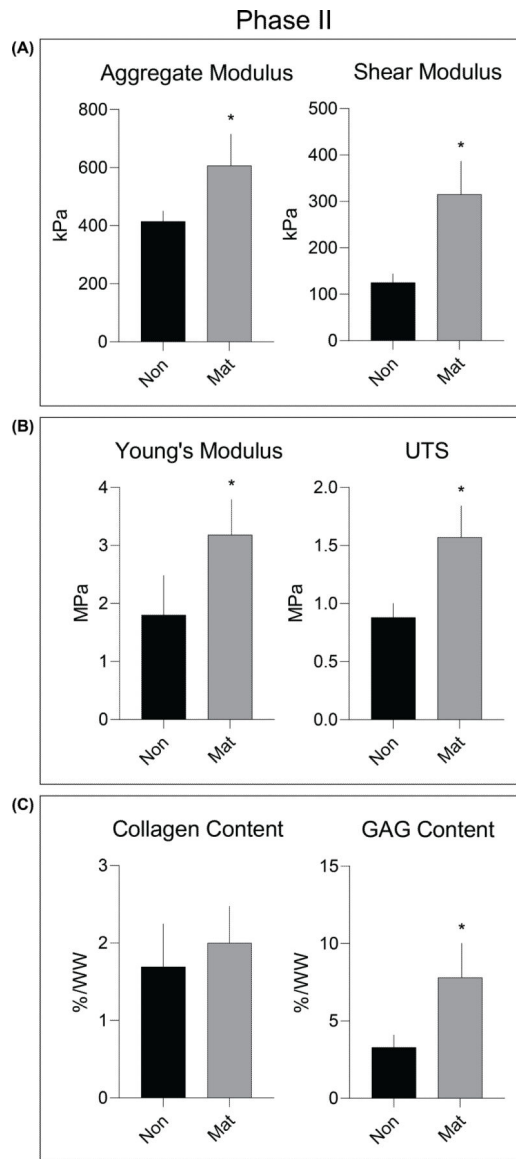 Phase II
(A)
Aggregate Modulus
800
600
400
200
0
kPa
*
Non
Mat
Shear Modulus
500
400
300
200
100
0
kPa
*
Non
Mat
(B)
Young's Modulus
4
3
2
1
0
MPa
*
Non
Mat
UTS
2.0
1.5
1.0
0.5
0.0
MPa
*
Non
Mat
(C)
Collagen Content
3
2
1
0
%/WW
Non
Mat
GAG Content
15
10
5
0
%/WW
*
Non
Mat